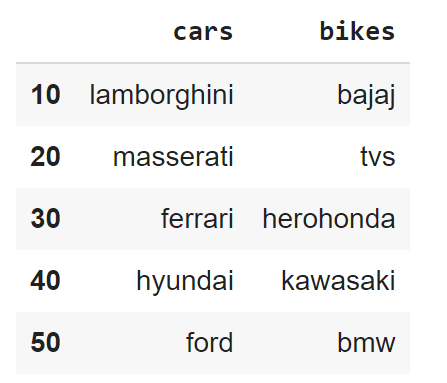 cars bikes
10 lamborghini bajaj
20 masserati tvs
30 ferrari herohonda
40 hyundai kawasaki
50 ford bmw